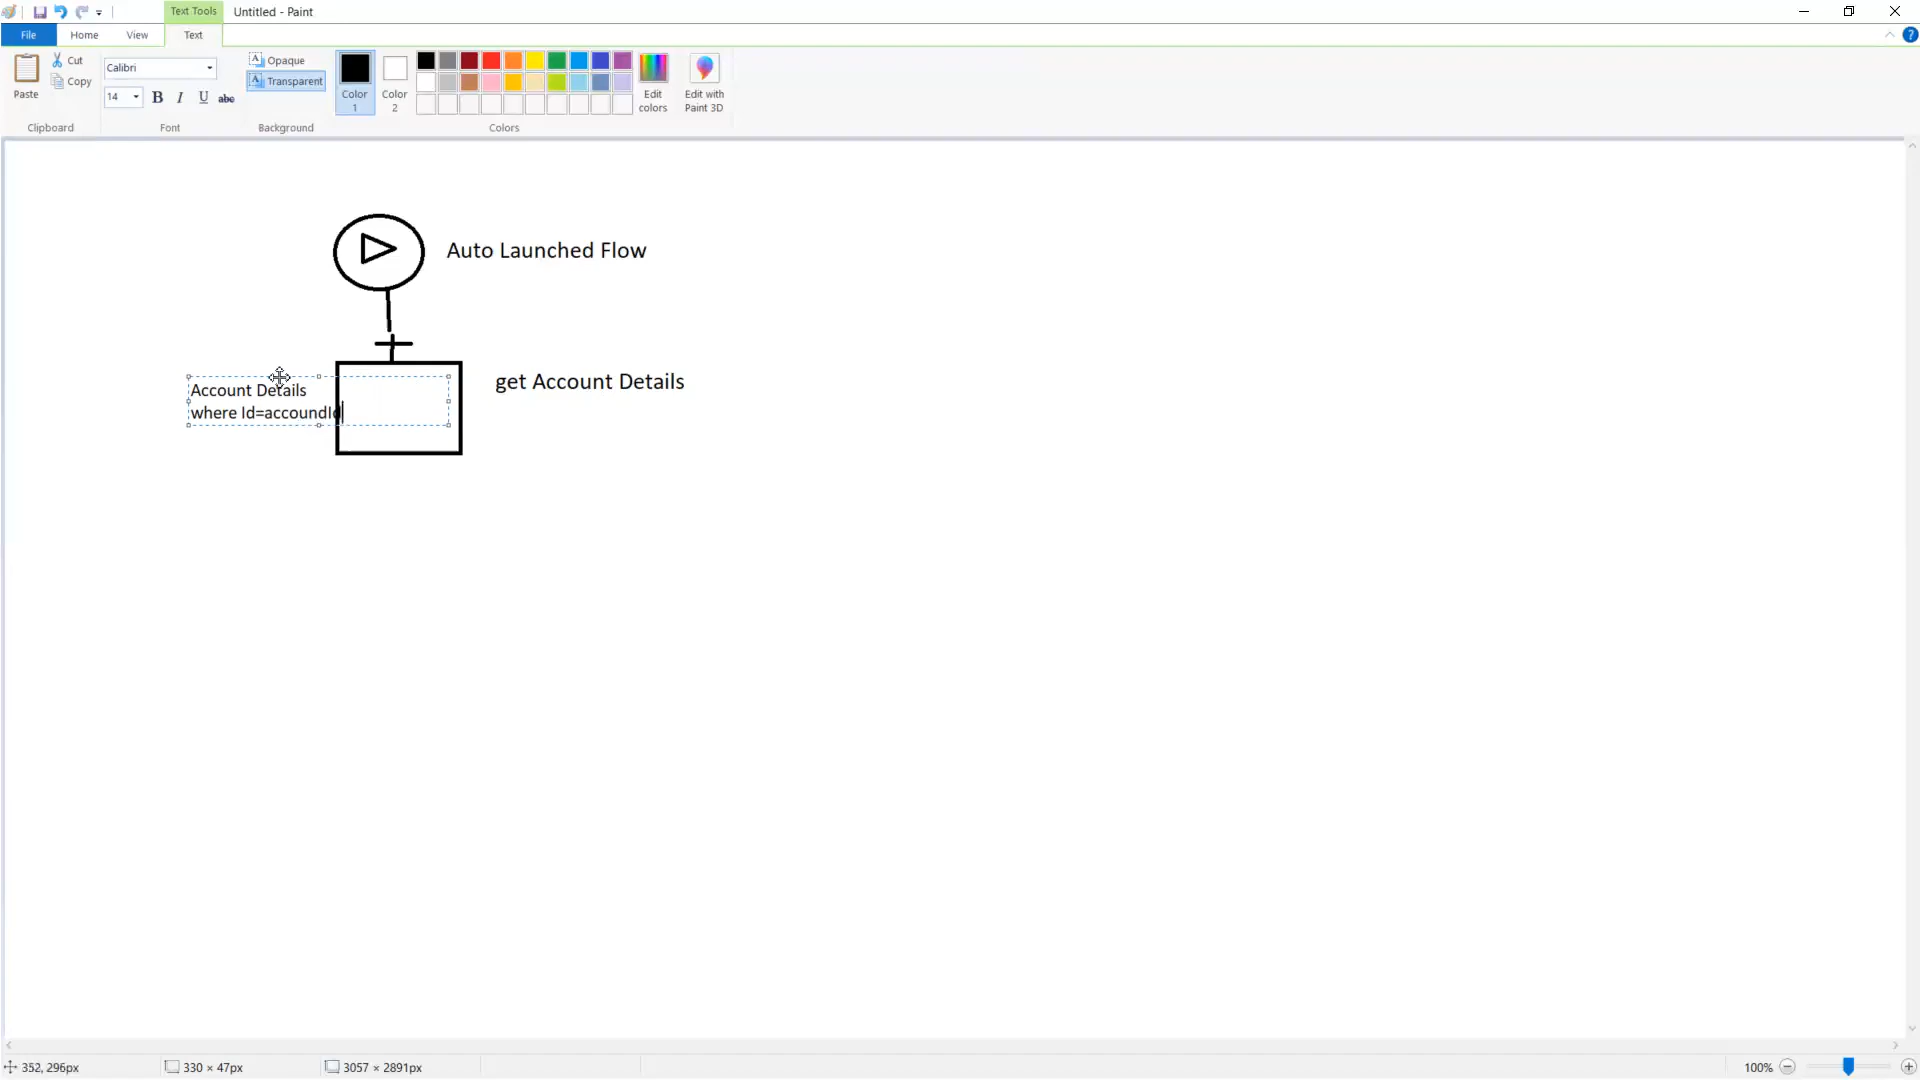 Text Tools
Untitled - Paint
File
Home
View
Text
Paste
Cut
Copy
Clipboard
Calibri
14
B
I
U
abc
Font
Opaque
Transparent
Background
Color
1
Color
2
Edit
colors
Colors
Edit with
Paint 3D
Auto Launched Flow
Account Details
where Id=accoundId
get Account Details
352, 296px
330 × 47px
3057 × 2891px
100%